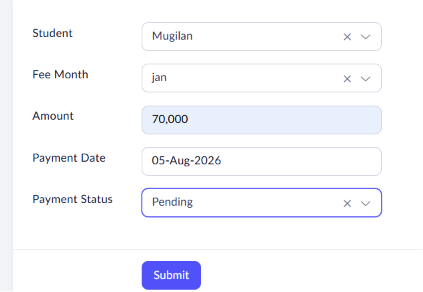 Student
Mugilan
Fee Month
jan
Amount
70,000
Payment Date
05-Aug-2026
Payment Status
Pending
Submit